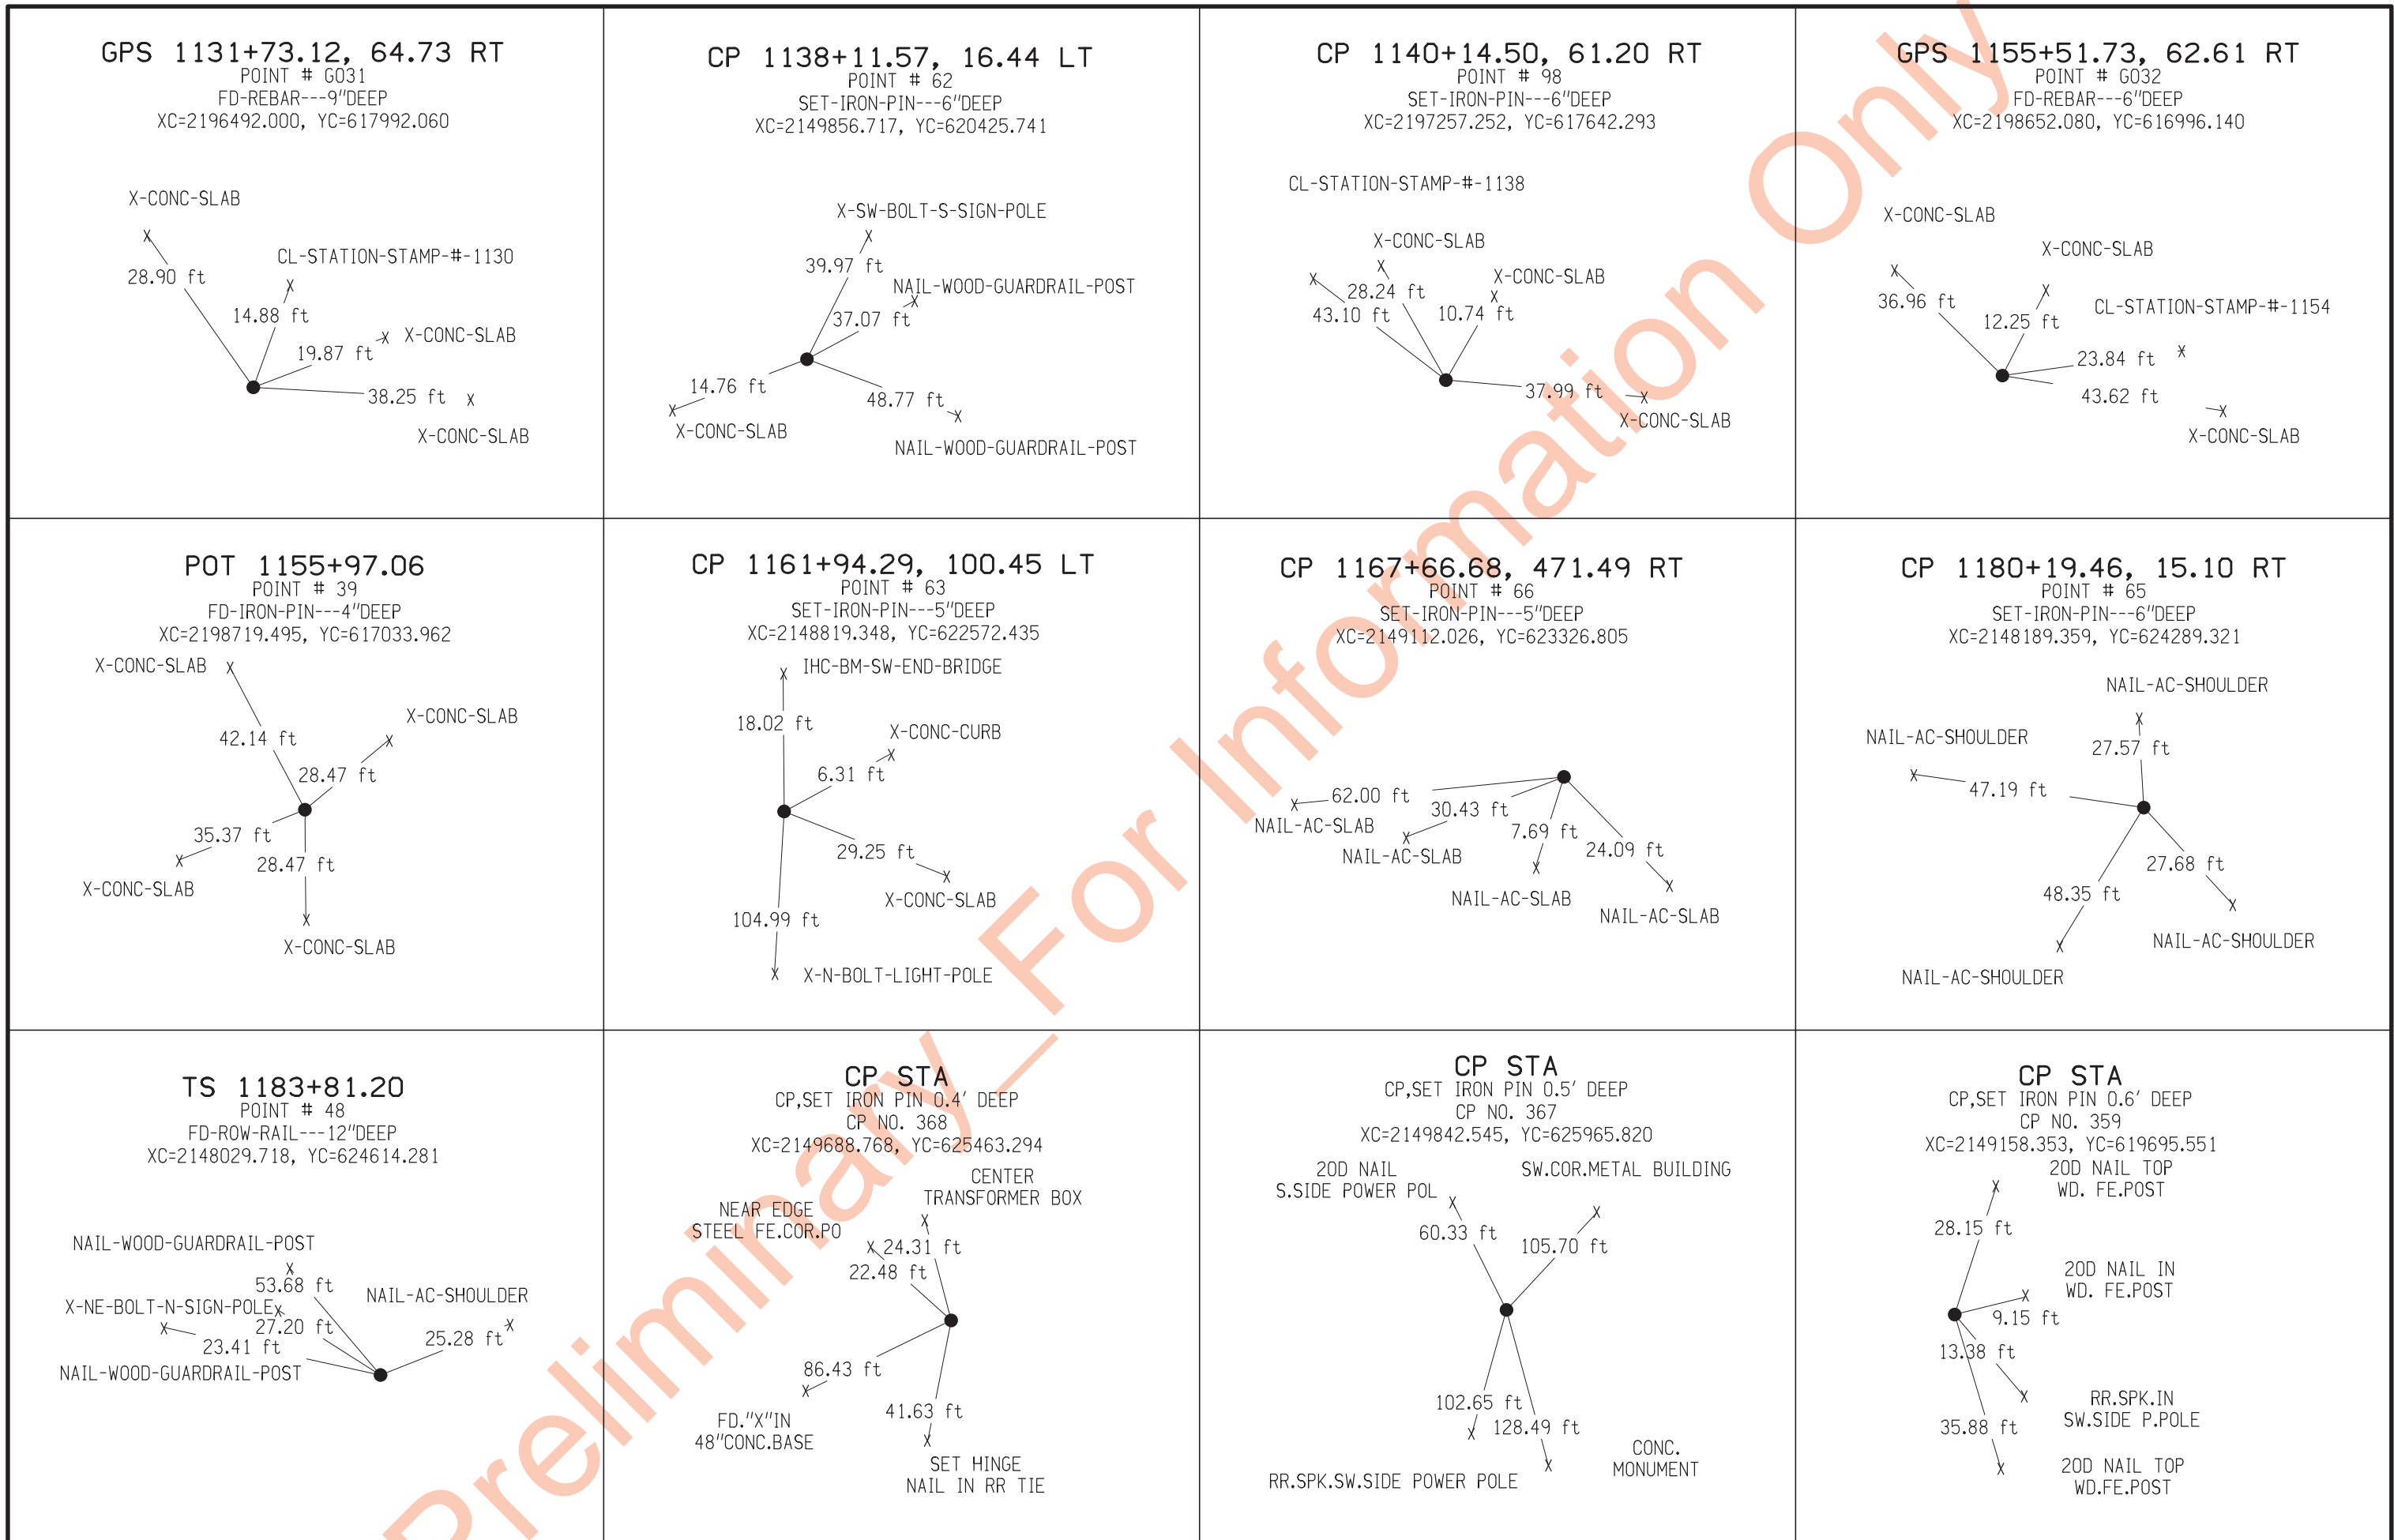 GPS 1131+73.12, 64.73 RT
POINT # GO31
FD-REBAR---9"DEEP
XC=2196492.000, YC=617992.060
X-CONC-SLAB
CL-STATION-STAMP-#-1130
28.90 ft
14.88 ft
X-CONC-SLAB
19.87 ft
38.25 ft
X-CONC-SLAB
CP 1138+11.57, 16.44 LT
POINT # 62
SET-IRON-PIN---6"DEEP
XC=2149856.717, YC=620425.741
X-SW-BOLT-S-SIGN-POLE
39.97 ft
NAIL-WOOD-GUARDRAIL-POST
37.07 ft
14.76 ft
48.77 ft
X-CONC-SLAB
NAIL-WOOD-GUARDRAIL-POST
CP 1140+14.50, 61.20 RT
POINT # 98
SET-IRON-PIN---6"DEEP
XC=2197257.252, YC=617642.293
CL-STATION-STAMP-#-1138
X-CONC-SLAB
X-CONC-SLAB
28.24 ft
43.10 ft
10.74 ft
37.99 ft
X-CONC-SLAB
GPS 1155+51.73, 62.61 RT
POINT # GO32
FD-REBAR---6"DEEP
XC=2198652.080, YC=616996.140
X-CONC-SLAB
X-CONC-SLAB
36.96 ft
CL-STATION-STAMP-#-1154
12.25 ft
23.84 ft
43.62 ft
X-CONC-SLAB
POT 1155+97.06
POINT # 39
FD-IRON-PIN---4"DEEP
XC=2198719.495, YC=617033.962
X-CONC-SLAB
X-CONC-SLAB
42.14 ft
28.47 ft
35.37 ft
28.47 ft
X-CONC-SLAB
X-CONC-SLAB
CP 1161+94.29, 100.45 LT
POINT # 63
SET-IRON-PIN---5"DEEP
XC=2148819.348, YC=622572.435
IHC-BM-SW-END-BRIDGE
18.02 ft
X-CONC-CURB
6.31 ft
29.25 ft
X-CONC-SLAB
104.99 ft
X-N-BOLT-LIGHT-POLE
CP 1167+66.68, 471.49 RT
POINT # 66
SET-IRON-PIN---5"DEEP
XC=2149112.026, YC=623326.805
62.00 ft
30.43 ft
NAIL-AC-SLAB
7.69 ft
24.09 ft
NAIL-AC-SLAB
NAIL-AC-SLAB
NAIL-AC-SLAB
CP 1180+19.46, 15.10 RT
POINT # 65
SET-IRON-PIN---6"DEEP
XC=2148189.359, YC=624289.321
NAIL-AC-SHOULDER
NAIL-AC-SHOULDER
27.57 ft
47.19 ft
27.68 ft
48.35 ft
NAIL-AC-SHOULDER
NAIL-AC-SHOULDER
TS 1183+81.20
POINT # 48
FD-ROW-RAIL---12"DEEP
XC=2148029.718, YC=624614.281
NAIL-WOOD-GUARDRAIL-POST
53.68 ft
NAIL-AC-SHOULDER
X-NE-BOLT-N-SIGN-POLE
27.20 ft
25.28 ft
23.41 ft
NAIL-WOOD-GUARDRAIL-POST
CP STA
CP,SET IRON PIN 0.4' DEEP
CP NO. 368
XC=2149688.768, YC=625463.294
CENTER
TRANSFORMER BOX
NEAR EDGE
STEEL FE.COR.PO
24.31 ft
22.48 ft
86.43 ft
41.63 ft
FD."X"IN
48"CONC.BASE
SET HINGE
NAIL IN RR TIE
CP STA
CP,SET IRON PIN 0.5' DEEP
CP NO. 367
XC=2149842.545, YC=625965.820
20D NAIL
S.SIDE POWER POL
SW.COR.METAL BUILDING
60.33 ft
105.70 ft
102.65 ft
128.49 ft
CONC.
MONUMENT
RR.SPK.SW.SIDE POWER POLE
CP STA
CP,SET IRON PIN 0.6' DEEP
CP NO. 359
XC=2149158.353, YC=619695.551
20D NAIL TOP
WD. FE.POST
28.15 ft
20D NAIL IN
WD. FE.POST
9.15 ft
13.38 ft
RR.SPK.IN
SW.SIDE P.POLE
35.88 ft
20D NAIL TOP
WD.FE.POST
Preliminary_For Information Only